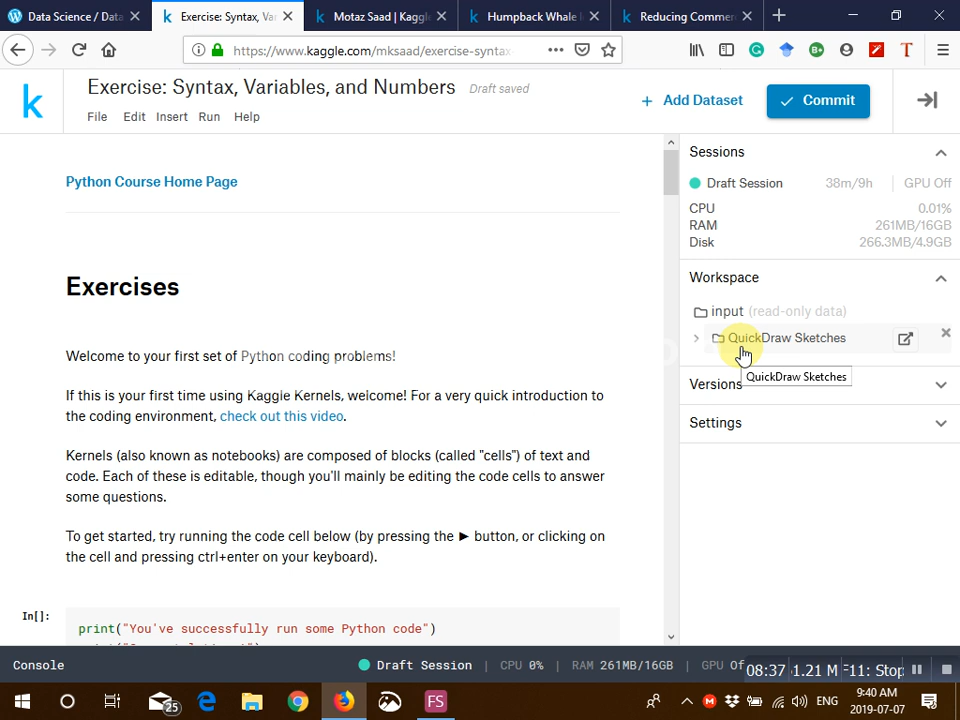 Data Science / Data
Exercise: Syntax, Va
Motaz Saad | Kaggl
Humpback Whale I
Reducing Commer
https://www.kaggle.com/mksaad/exercise-syntax-
Exercise: Syntax, Variables, and Numbers
Draft saved
File Edit Insert Run Help
+ Add Dataset
Commit
Python Course Home Page
Exercises
Welcome to your first set of Python coding problems!
If this is your first time using Kaggle Kernels, welcome! For a very quick introduction to
the coding environment, check out this video.
Kernels (also known as notebooks) are composed of blocks (called "cells") of text and
code. Each of these is editable, though you'll mainly be editing the code cells to answer
some questions.
To get started, try running the code cell below (by pressing the ► button, or clicking on
the cell and pressing ctrl+enter on your keyboard).
In[]:
print("You've successfully run some Python code")
Sessions
Draft Session 38m/9h GPU Off
CPU 0.01%
RAM 261MB/16GB
Disk 266.3MB/4.9GB
Workspace
input (read-only data)
QuickDraw Sketches
QuickDraw Sketches
Versions
Settings
Console
Draft Session | CPU 0% | RAM 261MB/16GB | GPU Of
08:37 1.21 M -11: Stop
25
FS
ENG
9:40 AM
2019-07-07